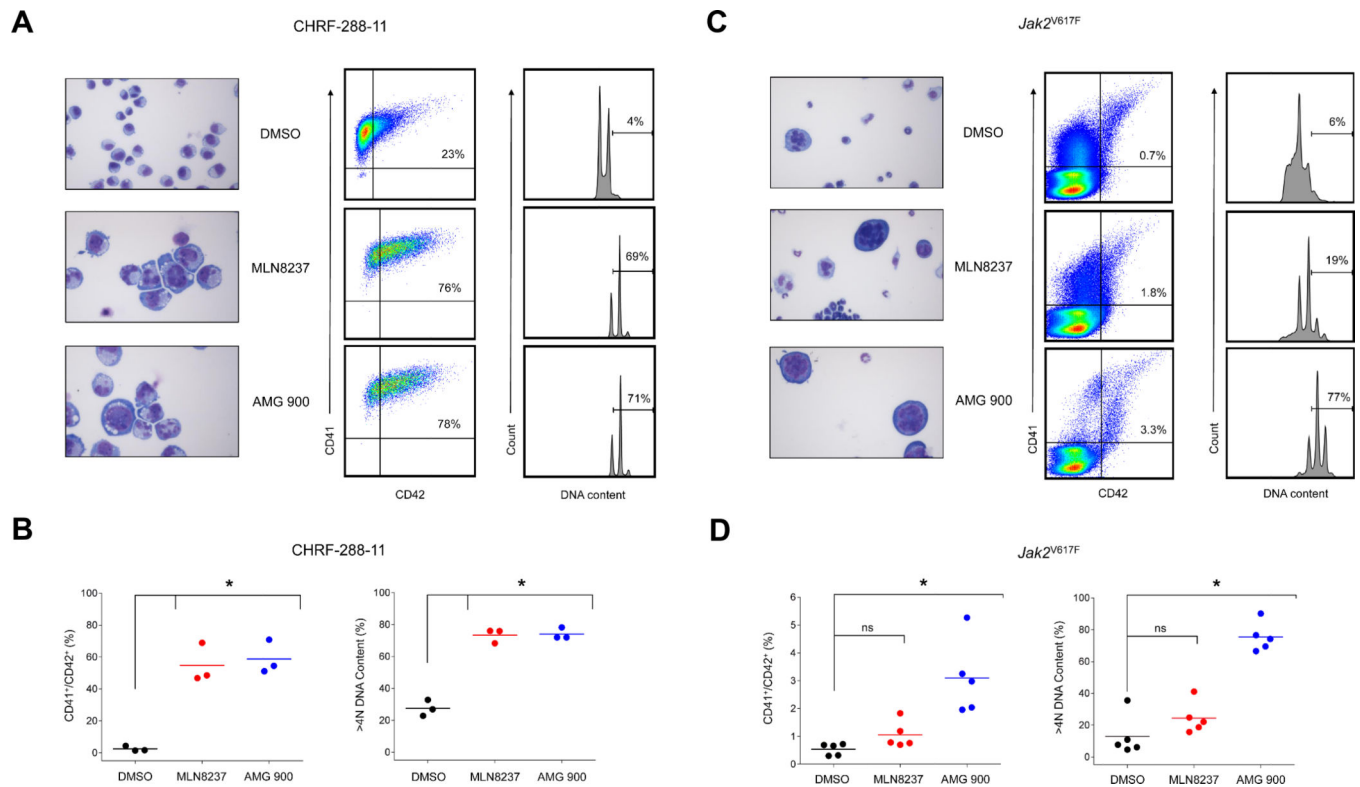 A
CHRF-288-11
DMSO
23%
4%
MLN8237
76%
69%
AMG 900
78%
71%
CD41
Count
CD42
DNA content
B
CHRF-288-11
*
CD41⁺/CD42⁺ (%)
100
80
60
40
20
0
DMSO
MLN8237
AMG 900
*
>4N DNA Content (%)
100
80
60
40
20
0
DMSO
MLN8237
AMG 900
C
Jak2ⱽ⁶¹⁷ᶠ
DMSO
0.7%
6%
MLN8237
1.8%
19%
AMG 900
3.3%
77%
CD41
Count
CD42
DNA content
D
Jak2ⱽ⁶¹⁷ᶠ
*
ns
CD41⁺/CD42⁺ (%)
6
5
4
3
2
1
0
DMSO
MLN8237
AMG 900
*
ns
>4N DNA Content (%)
100
80
60
40
20
0
DMSO
MLN8237
AMG 900